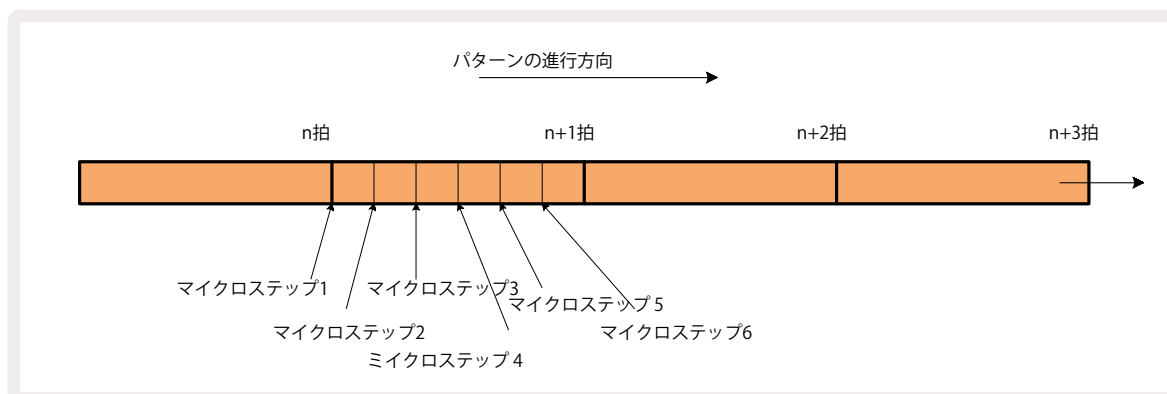 パターンの進行方向
n拍
n+1拍
n+2拍
n+3拍
マイクロステップ1
マイクロステップ3
マイクロステップ 5
マイクロステップ2
マイクロステップ6
ミイクロステップ 4